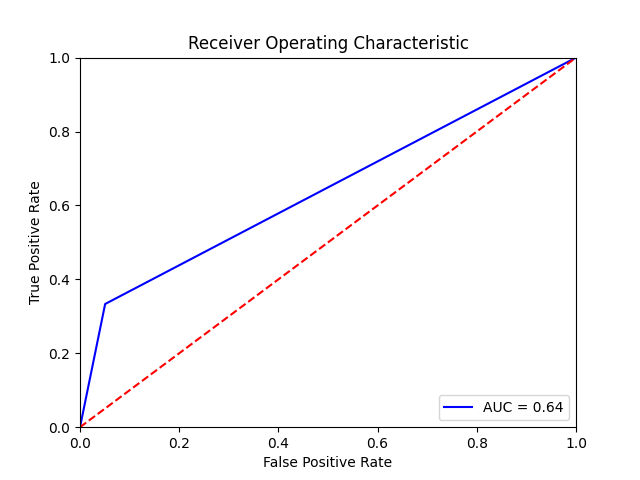 Receiver Operating Characteristic
1.0
0.8
0.6
0.4
0.2
0.0
True Positive Rate
AUC = 0.64
0.0 0.2 0.4 0.6 0.8 1.0
False Positive Rate